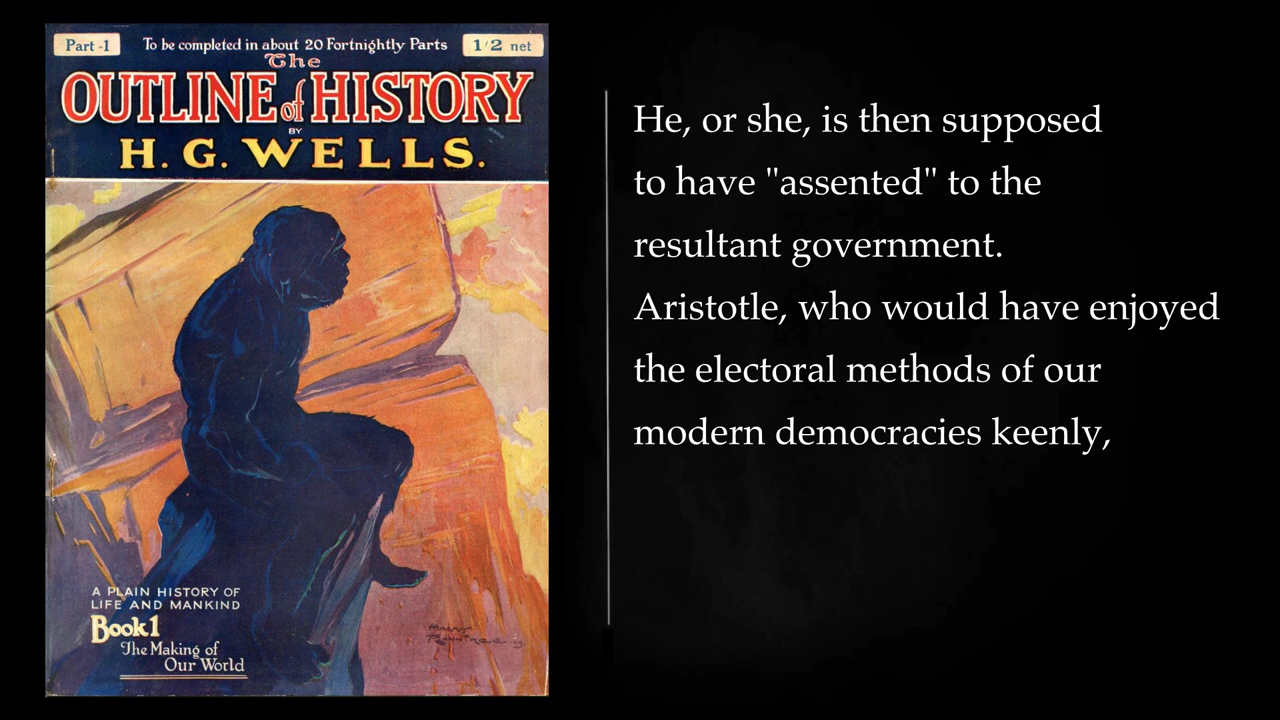 Part -1
To be completed in about 20 Fortnightly Parts
1/2 net
The
OUTLINE of HISTORY
BY
H. G. WELLS.
A PLAIN HISTORY OF
LIFE AND MANKIND
Book 1
The Making of
Our World
He, or she, is then supposed
to have "assented" to the
resultant government.
Aristotle, who would have enjoyed
the electoral methods of our
modern democracies keenly,